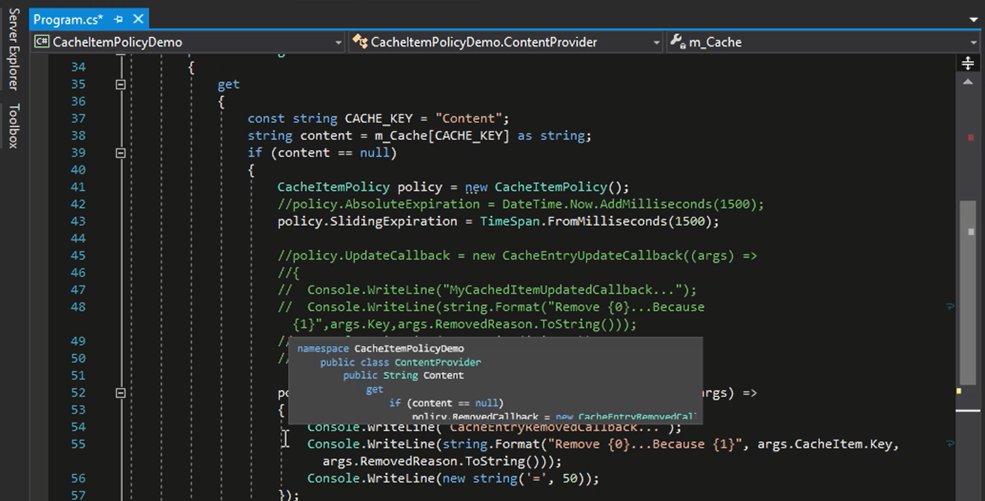 Program.cs*
Server Explorer
Toolbox
CacheItemPolicyDemo
CacheItemPolicyDemo.ContentProvider
m_Cache
34 {
35 get
36 {
37 const string CACHE_KEY = "Content";
38 string content = m_Cache[CACHE_KEY] as string;
39 if (content == null)
40 {
41 CacheItemPolicy policy = new CacheItemPolicy();
42 //policy.AbsoluteExpiration = DateTime.Now.AddMilliseconds(1500);
43 policy.SlidingExpiration = TimeSpan.FromMilliseconds(1500);
44
45 //policy.UpdateCallback = new CacheEntryUpdateCallback((args) =>
46 //{
47 // Console.WriteLine("MyCachedItemUpdatedCallback...");
48 // Console.WriteLine(string.Format("Remove {0}...Because
{1}",args.Key,args.RemovedReason.ToString()));
49 //
50 //
51
52 =>
53 {
54 Console.WriteLine("CacheEntryRemovedCallback...");
55 Console.WriteLine(string.Format("Remove {0}...Because {1}", args.CacheItem.Key,
args.RemovedReason.ToString()));
56 Console.WriteLine(new string('=', 50));
57 });
namespace CacheItemPolicyDemo
public class ContentProvider
public String Content
get
if (content == null)
policy.RemovedCallback = new CacheEntryRemovedCal